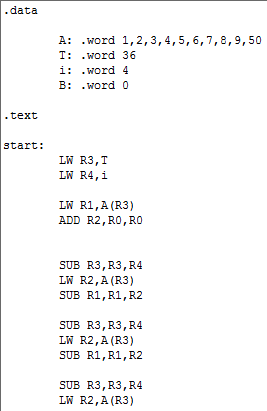 .data
A: .word 1,2,3,4,5,6,7,8,9,50
T: .word 36
i: .word 4
B: .word 0
.text
start:
LW R3,T
LW R4,i
LW R1,A(R3)
ADD R2,R0,R0
SUB R3,R3,R4
LW R2,A(R3)
SUB R1,R1,R2
SUB R3,R3,R4
LW R2,A(R3)
SUB R1,R1,R2
SUB R3,R3,R4
LW R2,A(R3)